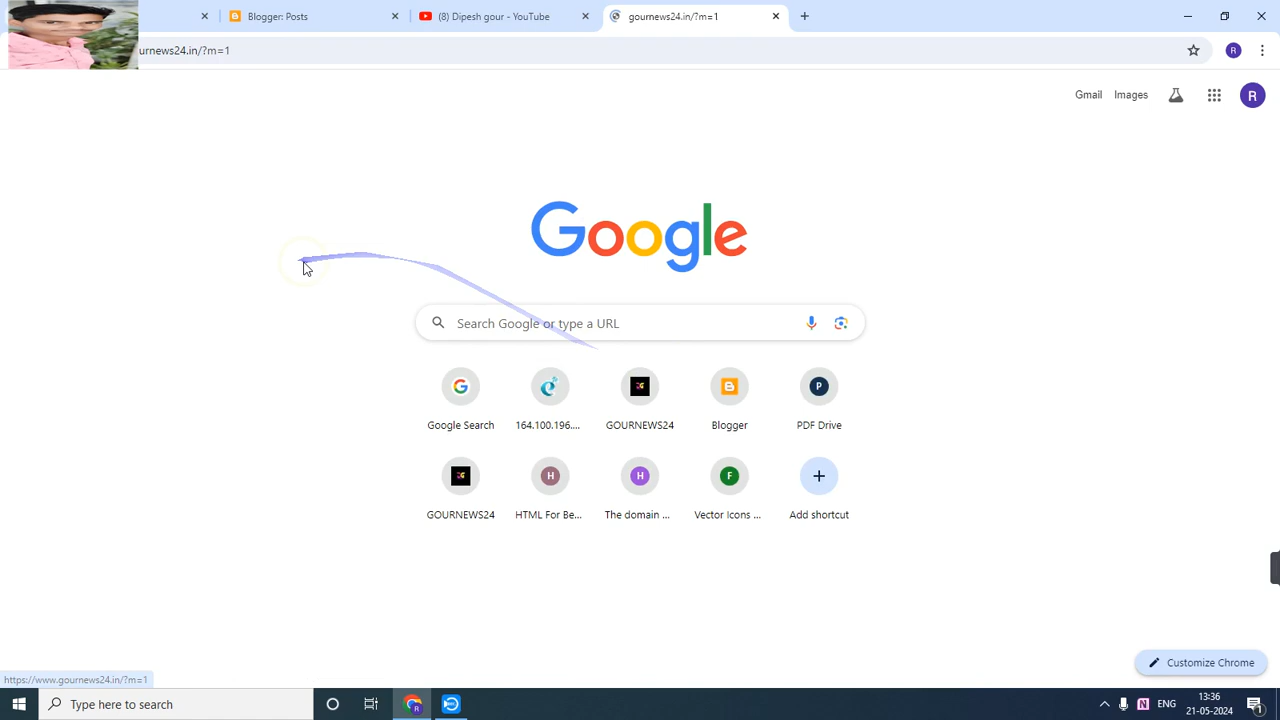 Blogger: Posts
(i) Dipesh gour - YouTube
gournews24.in/?m=1
urnews24.in/?m=1
R
Gmail
Images
R
Google
Search Google or type a URL
Google Search
164.100.196....
GOURNEWS24
Blogger
P
PDF Drive
GOURNEWS24
H
HTML For Be...
H
The domain ...
F
Vector Icons ...
Add shortcut
Customize Chrome
https://www.gournews24.in/?m=1
Type here to search
ENG
13:36
21-05-2024